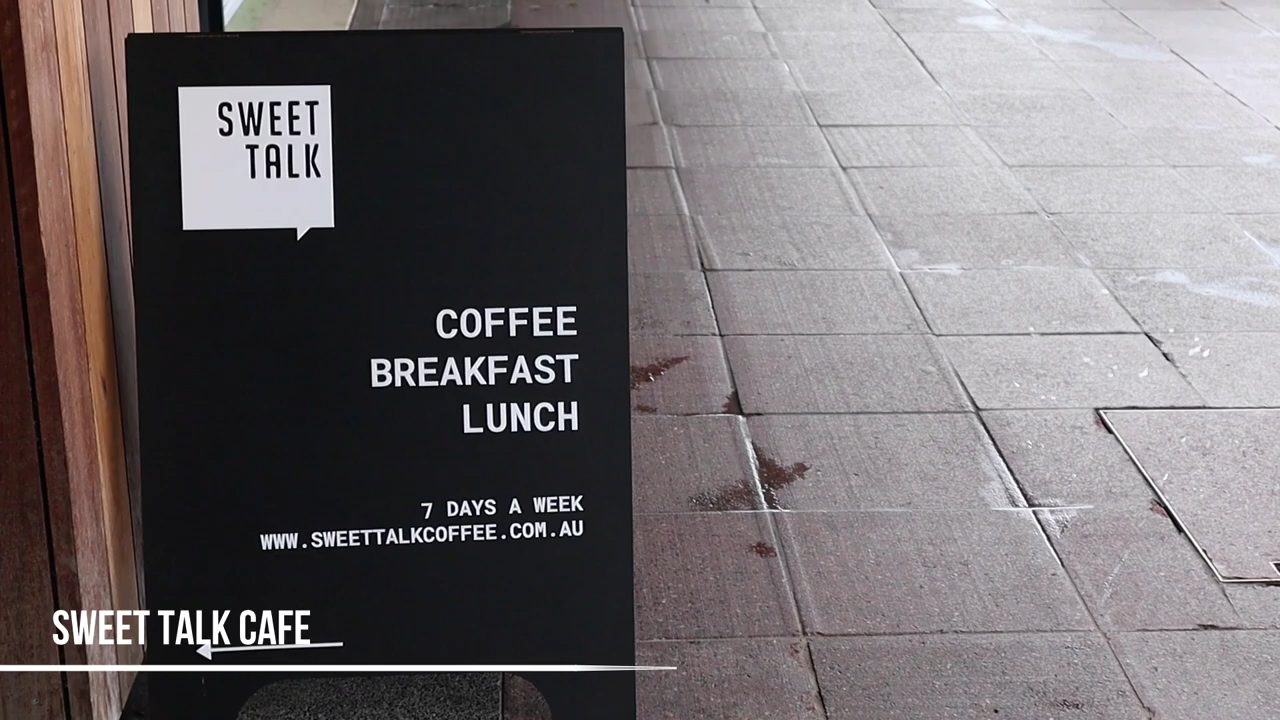 SWEET
TALK
COFFEE
BREAKFAST
LUNCH
7 DAYS A WEEK
WWW.SWEETTALKCOFFEE.COM.AU
SWEET TALK CAFE